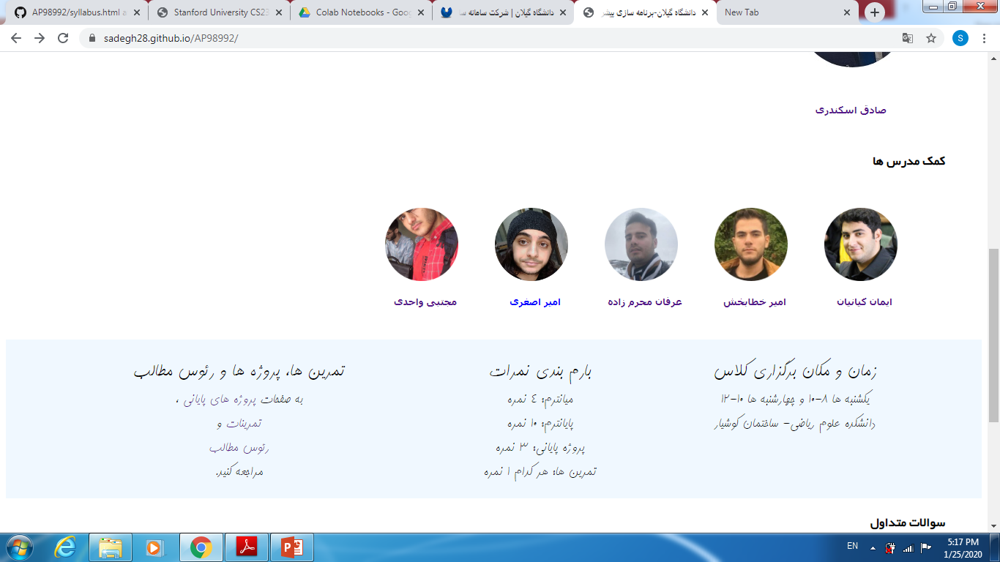 AP98992/syllabus.html a
Stanford University CS23
Colab Notebooks - Goog
دانشگاه گیلان | شرکت سامانه س
دانشگاه گیلان-برنامه سازی پیشر
New Tab
sadegh28.github.io/AP98992/
S
صادق اسکندری
کمک مدرس ها
ایمان کیانیان
امیر خطابخش
عرفان محرم زاده
امیر اصغری
مجتبی واحدی
زمان و مکان برگزاری کلاس
یکشنبه ها ۸-۱۰ و چهارشنبه ها ۱۰-۱۲
دانشکده علوم ریاضی- ساختمان کوشیار
بارم بندی نمرات
میانترم: ۴ نمره
پایانترم: ۱۰ نمره
پروژه پایانی: ۳ نمره
تمرین ها: هر کدام ۱ نمره
تمرین ها، پروژه ها و رئوس مطالب
به صفحات پروژه های پایانی ،
تمرینات و
رئوس مطالب
مراجعه کنید.
سوالات متداول
EN
5:17 PM
1/25/2020